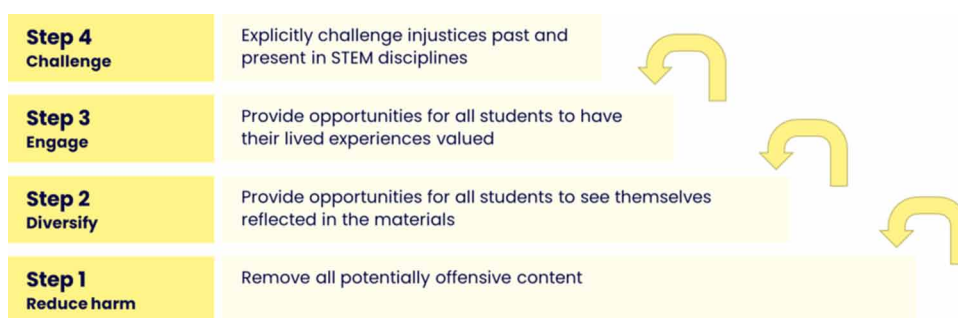 Step 4
Challenge
Explicitly challenge injustices past and
present in STEM disciplines
Step 3
Engage
Provide opportunities for all students to have
their lived experiences valued
Step 2
Diversify
Provide opportunities for all students to see themselves
reflected in the materials
Step 1
Reduce harm
Remove all potentially offensive content